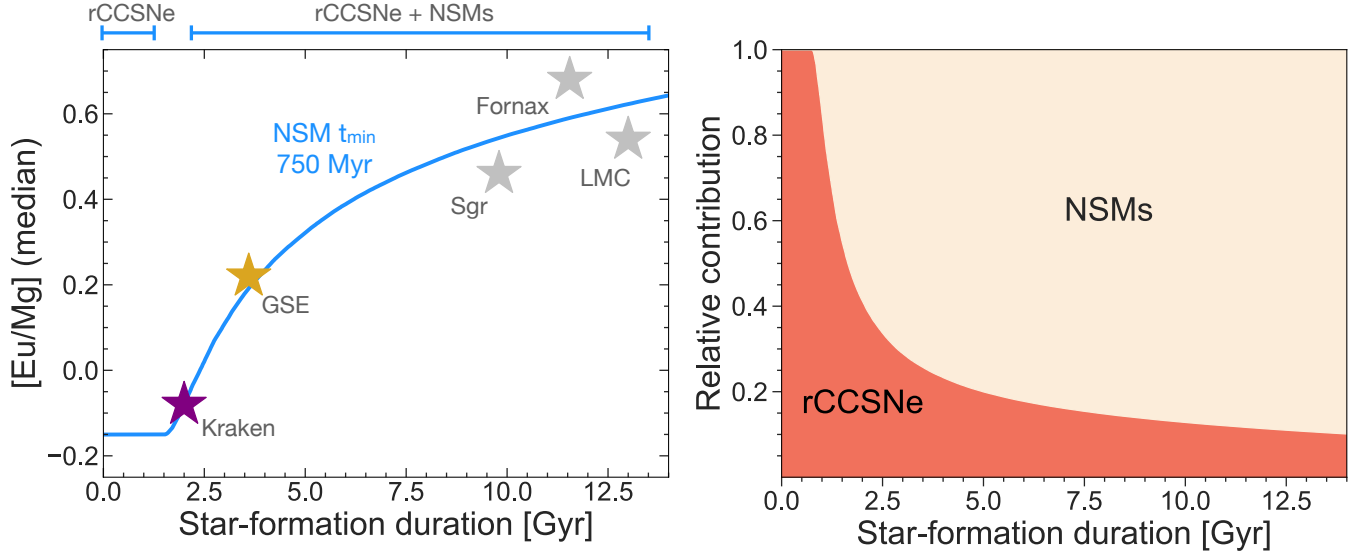 rCCSNe
rCCSNe + NSMs
[Eu/Mg] (median)
0.6
0.4
0.2
0.0
−0.2
NSM tmin
750 Myr
Fornax
Sgr
LMC
GSE
Kraken
0.0
2.5
5.0
7.5
10.0
12.5
Star-formation duration [Gyr]
Relative contribution
1.0
0.8
0.6
0.4
0.2
NSMs
rCCSNe
0.0
2.5
5.0
7.5
10.0
12.5
Star-formation duration [Gyr]